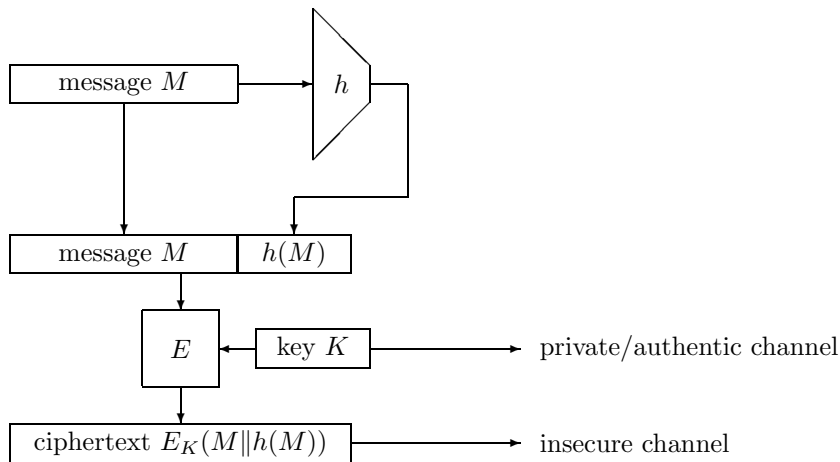 message M
h
message M
h(M)
E
key K
private/authentic channel
ciphertext E_K(M‖h(M))
insecure channel